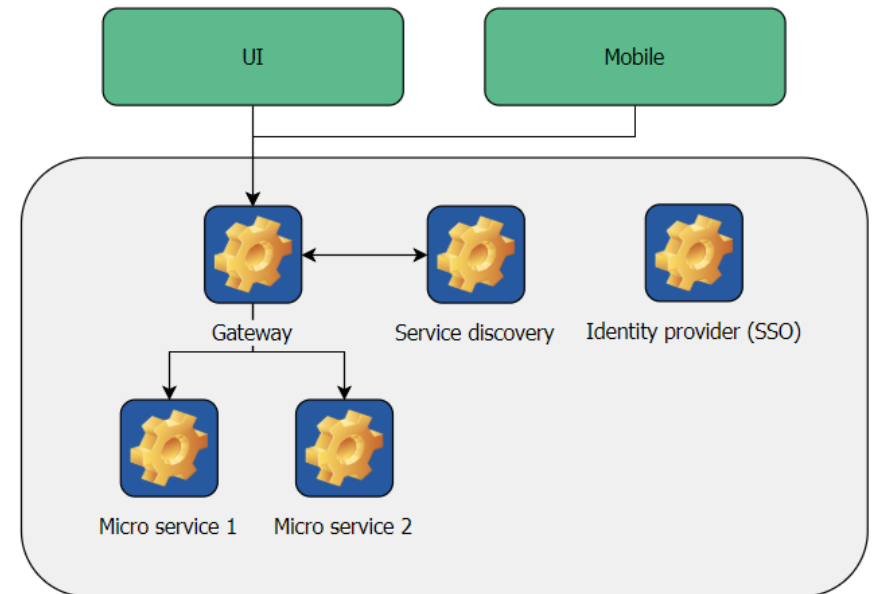 UI
Mobile
Gateway
Service discovery
Identity provider (SSO)
Micro service 1
Micro service 2